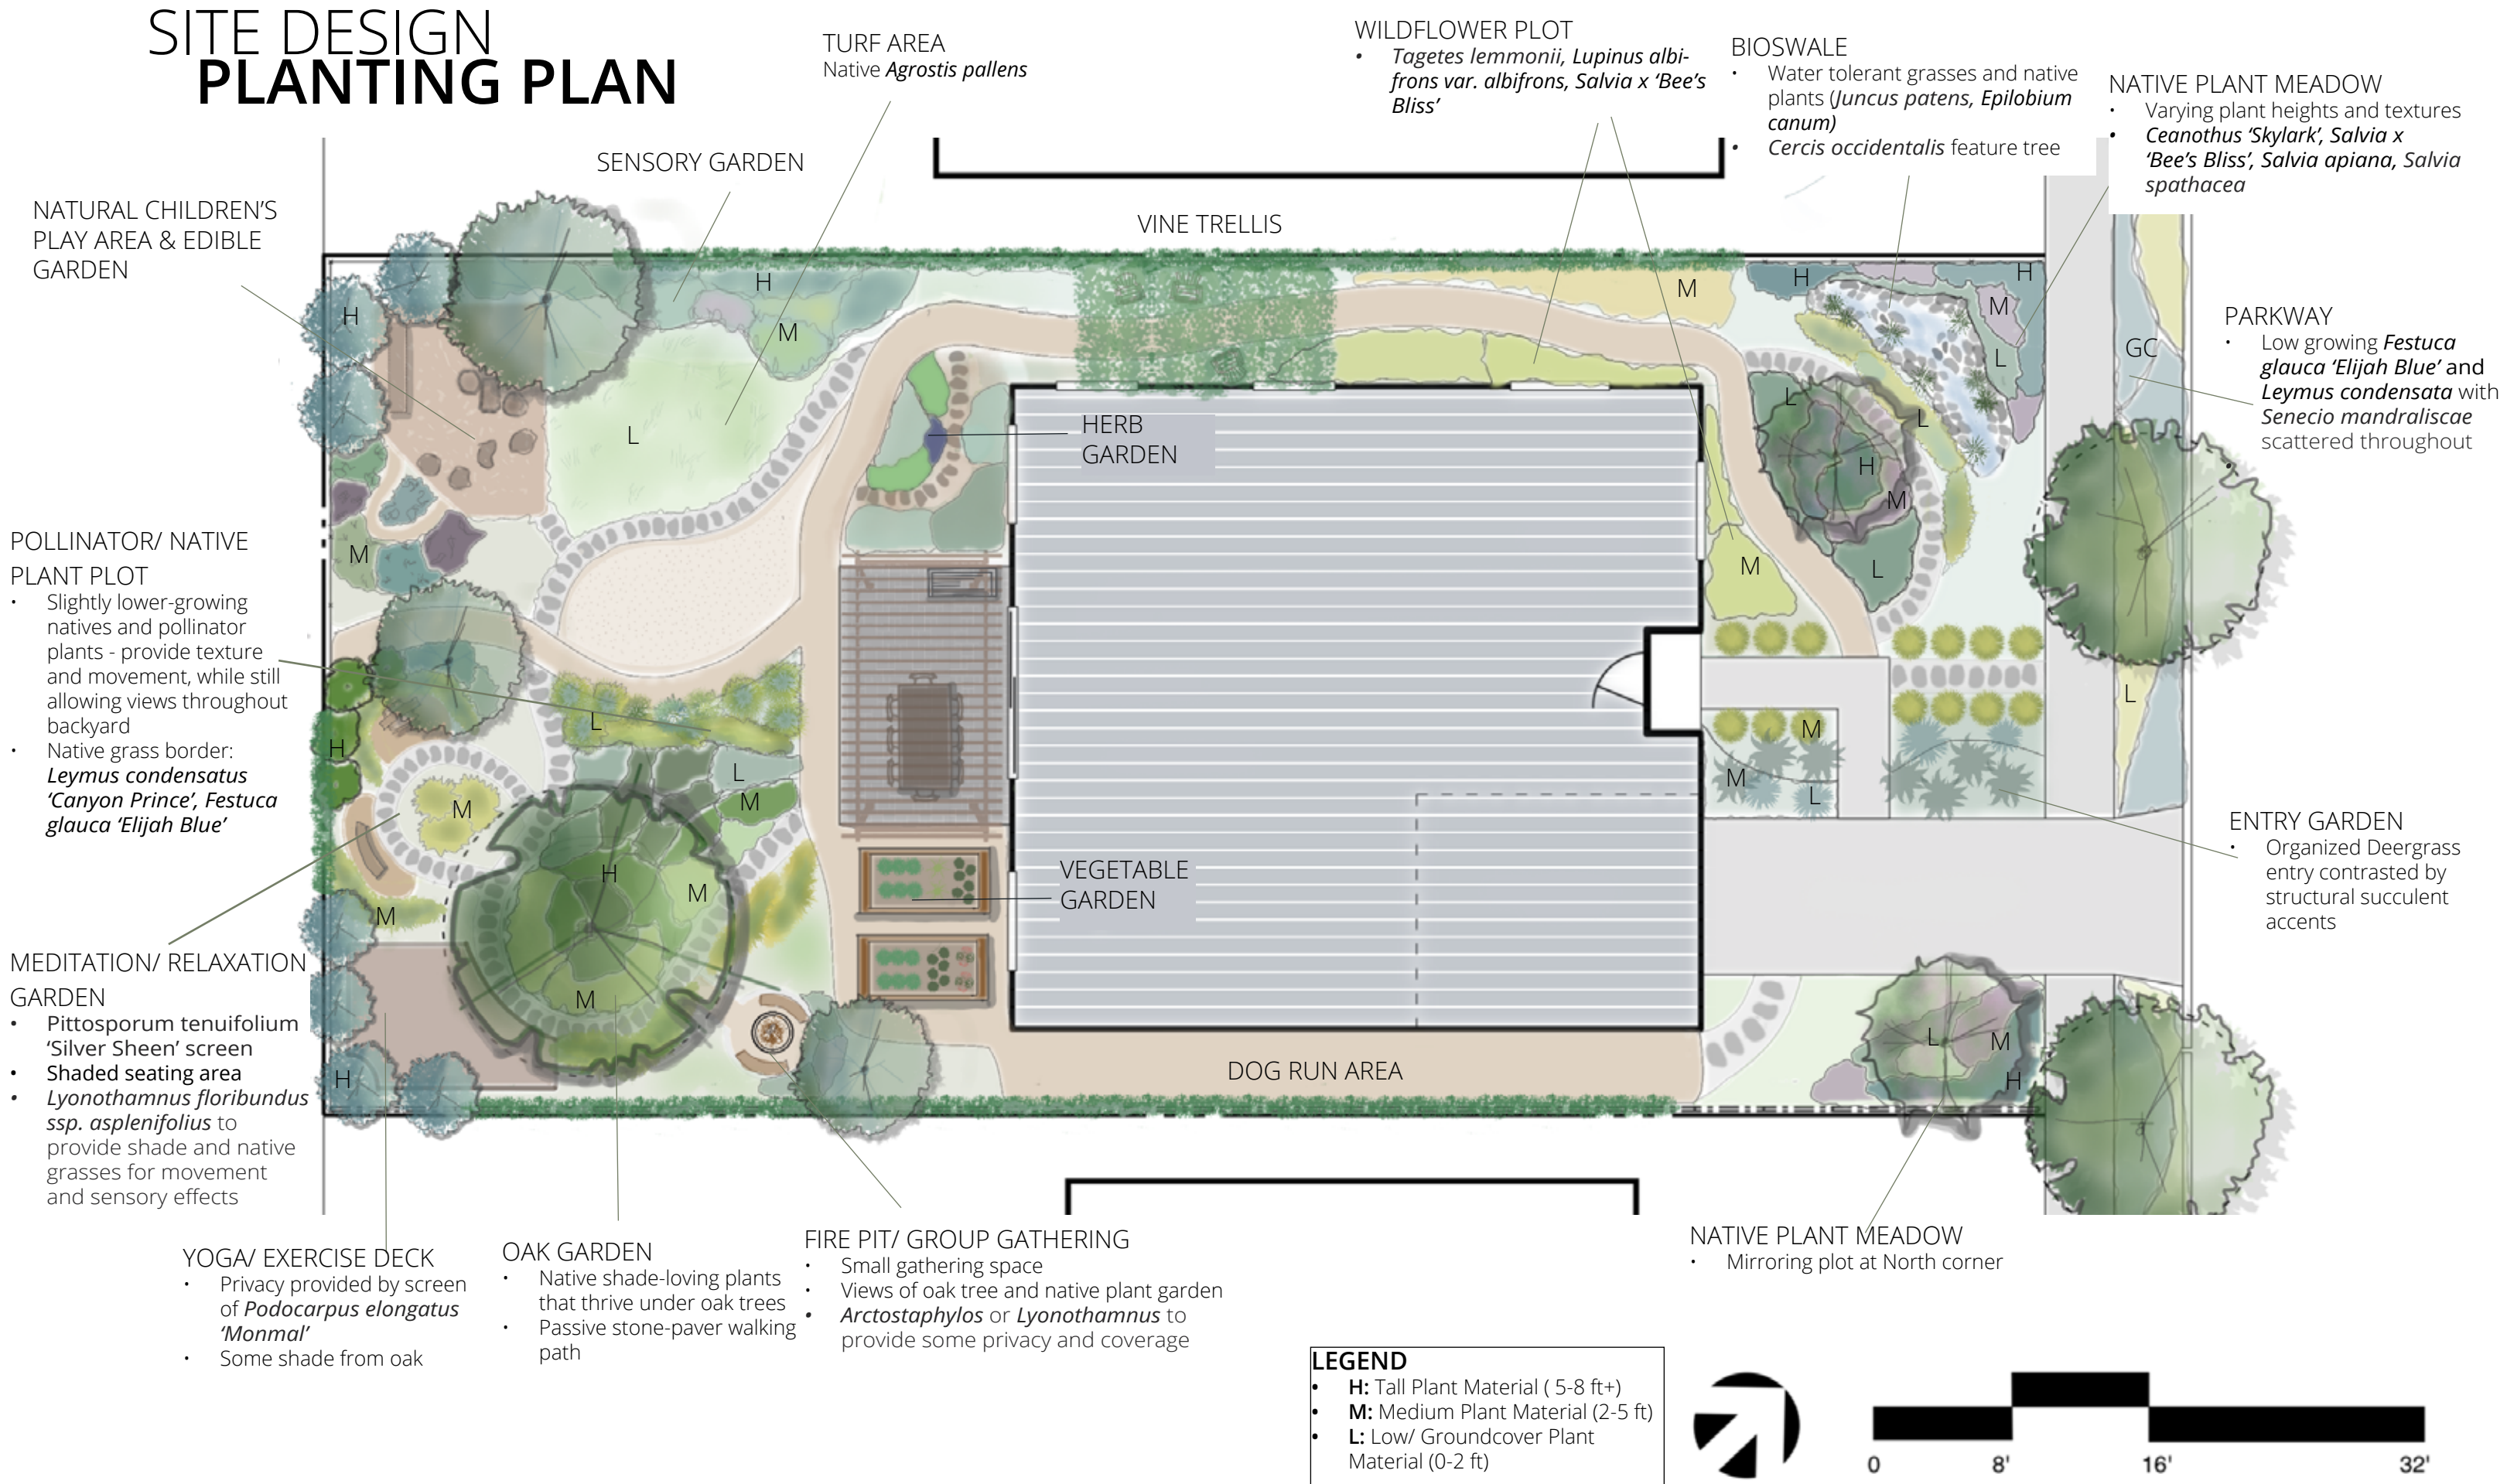 SITE DESIGN
PLANTING PLAN
TURF AREA
Native Agrostis pallens
WILDFLOWER PLOT
• Tagetes lemmonii, Lupinus albi-
frons var. albifrons, Salvia x ‘Bee’s
Bliss’
BIOSWALE
• Water tolerant grasses and native
plants (Juncus patens, Epilobium
canum)
• Cercis occidentalis feature tree
NATIVE PLANT MEADOW
• Varying plant heights and textures
• Ceanothus ‘Skylark’, Salvia x
‘Bee’s Bliss’, Salvia apiana, Salvia
spathacea
SENSORY GARDEN
VINE TRELLIS
NATURAL CHILDREN’S
PLAY AREA & EDIBLE
GARDEN
PARKWAY
• Low growing Festuca
glauca ‘Elijah Blue’ and
Leymus condensata with
Senecio mandraliscae
scattered throughout
•
H
H
M
L
M
M
H
H
M
L
GC
L
L
H
M
L
M
L
M
M
L
HERB
GARDEN
POLLINATOR/ NATIVE
PLANT PLOT
• Slightly lower-growing
natives and pollinator
plants - provide texture
and movement, while still
allowing views throughout
backyard
• Native grass border:
Leymus condensatus
‘Canyon Prince’, Festuca
glauca ‘Elijah Blue’
L
H
L
M
M
H
M
M
M
H
VEGETABLE
GARDEN
ENTRY GARDEN
• Organized Deergrass
entry contrasted by
structural succulent
accents
MEDITATION/ RELAXATION
GARDEN
• Pittosporum tenuifolium
‘Silver Sheen’ screen
• Shaded seating area
• Lyonothamnus floribundus
ssp. asplenifolius to
provide shade and native
grasses for movement
and sensory effects
DOG RUN AREA
L
M
H
YOGA/ EXERCISE DECK
• Privacy provided by screen
of Podocarpus elongatus
‘Monmal’
• Some shade from oak
OAK GARDEN
• Native shade-loving plants
that thrive under oak trees
• Passive stone-paver walking
path
FIRE PIT/ GROUP GATHERING
• Small gathering space
• Views of oak tree and native plant garden
• Arctostaphylos or Lyonothamnus to
provide some privacy and coverage
NATIVE PLANT MEADOW
• Mirroring plot at North corner
LEGEND
• H: Tall Plant Material ( 5-8 ft+)
• M: Medium Plant Material (2-5 ft)
• L: Low/ Groundcover Plant
Material (0-2 ft)
0 8' 16' 32'